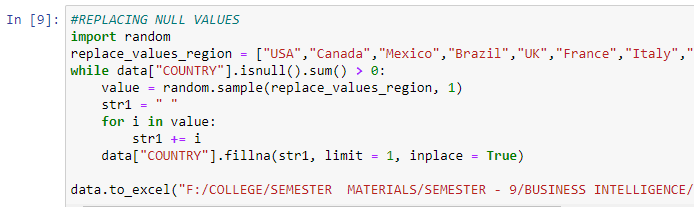 In [9]: #REPLACING NULL VALUES
import random
replace_values_region = ["USA","Canada","Mexico","Brazil","UK","France","Italy","
while data["COUNTRY"].isnull().sum() > 0:
    value = random.sample(replace_values_region, 1)
    str1 = " "
    for i in value:
        str1 += i
    data["COUNTRY"].fillna(str1, limit = 1, inplace = True)
data.to_excel("F:/COLLEGE/SEMESTER  MATERIALS/SEMESTER - 9/BUSINESS INTELLIGENCE/